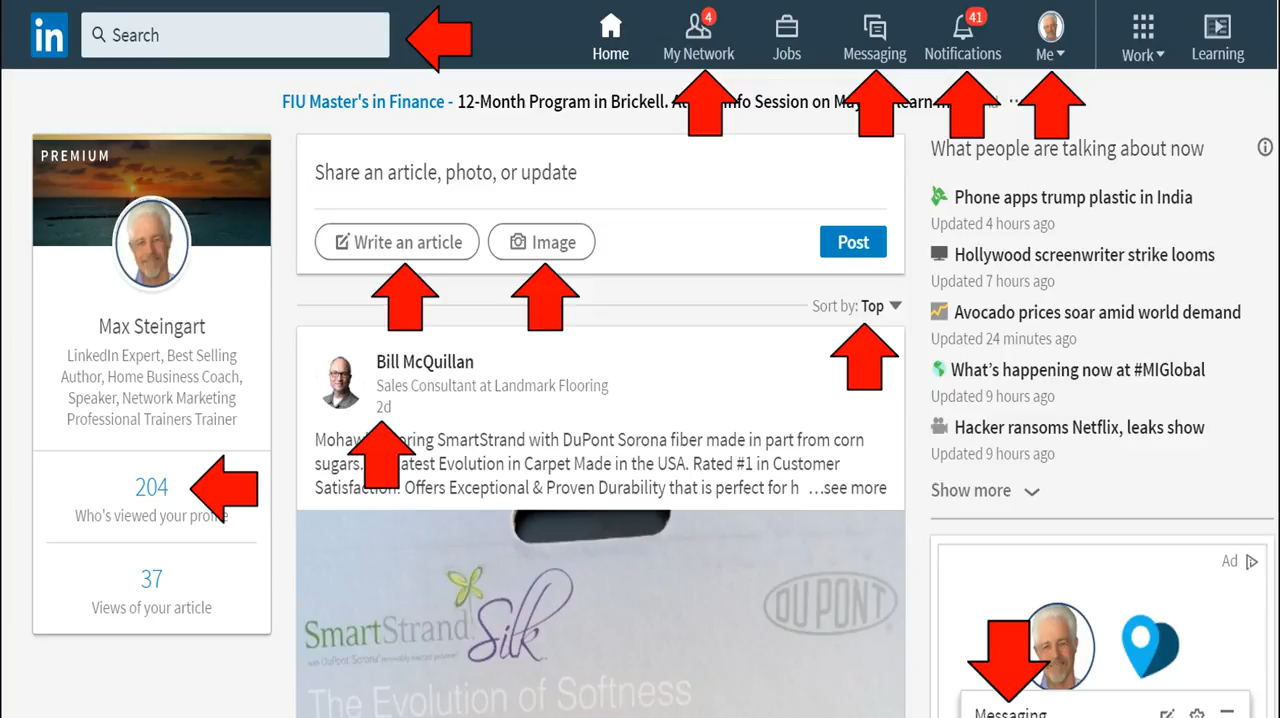 in
Search
Home
4
My Network
Jobs
Messaging
41
Notifications
Me
Work
Learning
FIU Master's in Finance - 12-Month Program in Brickell. Info Session on
PREMIUM
Max Steingart
LinkedIn Expert, Best Selling
Author, Home Business Coach,
Speaker, Network Marketing
Professional Trainers Trainer
204
Who's viewed your profile
37
Views of your article
Share an article, photo, or update
Write an article
Image
Post
Sort by: Top
Bill McQuillan
Sales Consultant at Landmark Flooring
2d
SmartStrand with DuPont Sorona fiber made in part from corn
sugars. Evolution in Carpet Made in the USA. Rated #1 in Customer
Offers Exceptional & Proven Durability that is perfect for h ...see more
SmartStrand Silk
DUPONT
The Evolution of Softness
What people are talking about now
Phone apps trump plastic in India
Updated 4 hours ago
Hollywood screenwriter strike looms
Updated 7 hours ago
Avocado prices soar amid world demand
Updated 24 minutes ago
What's happening now at #MIGlobal
Updated 9 hours ago
Hacker ransoms Netflix, leaks show
Updated 9 hours ago
Show more
Ad
Messaging